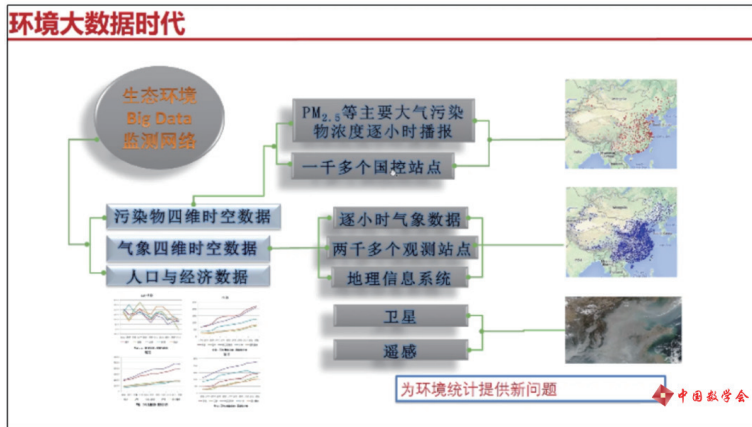 环境大数据时代
生态环境
Big Data
监测网络
PM2.5等主要大气污染
物浓度逐小时播报
一千多个国控站点
污染物四维时空数据
气象四维时空数据
人口与经济数据
逐小时气象数据
两千多个观测站点
地理信息系统
卫星
遥感
为环境统计提供新问题
中国数学会